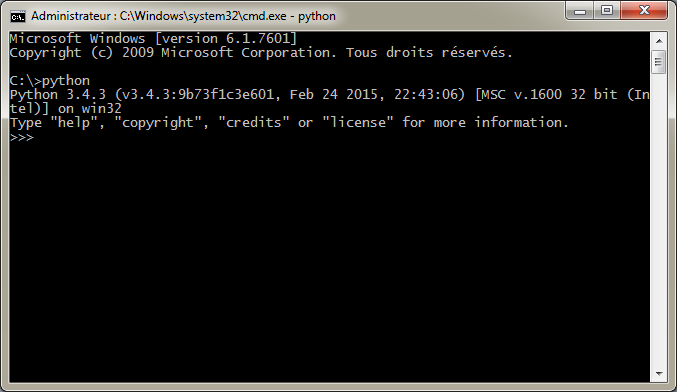 Administrateur : C:\Windows\system32\cmd.exe - python
Microsoft Windows [version 6.1.7601]
Copyright (c) 2009 Microsoft Corporation. Tous droits réservés.
C:\>python
Python 3.4.3 (v3.4.3:9b73f1c3e601, Feb 24 2015, 22:43:06) [MSC v.1600 32 bit (In
tel)] on win32
Type "help", "copyright", "credits" or "license" for more information.
>>>